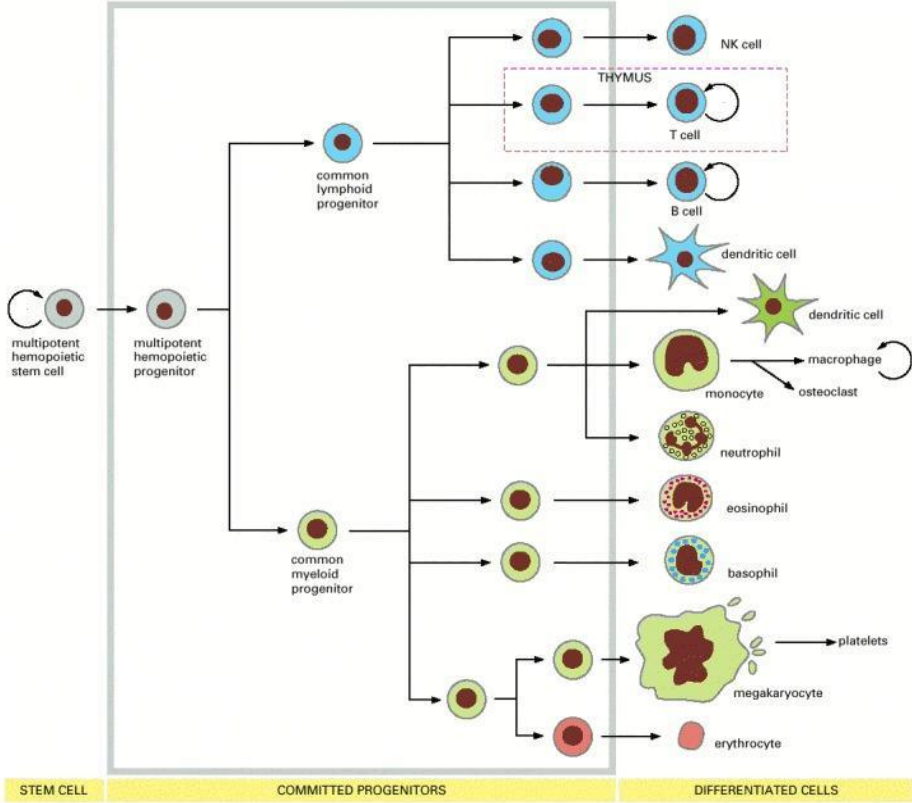 NK cell
THYMUS
T cell
common
lymphoid
progenitor
B cell
dendritic cell
dendritic cell
multipotent
hemopoietic
stem cell
multipotent
hemopoietic
progenitor
macrophage
monocyte
osteoclast
neutrophil
eosinophil
common
myeloid
progenitor
basophil
platelets
megakaryocyte
erythrocyte
STEM CELL
COMMITTED PROGENITORS
DIFFERENTIATED CELLS